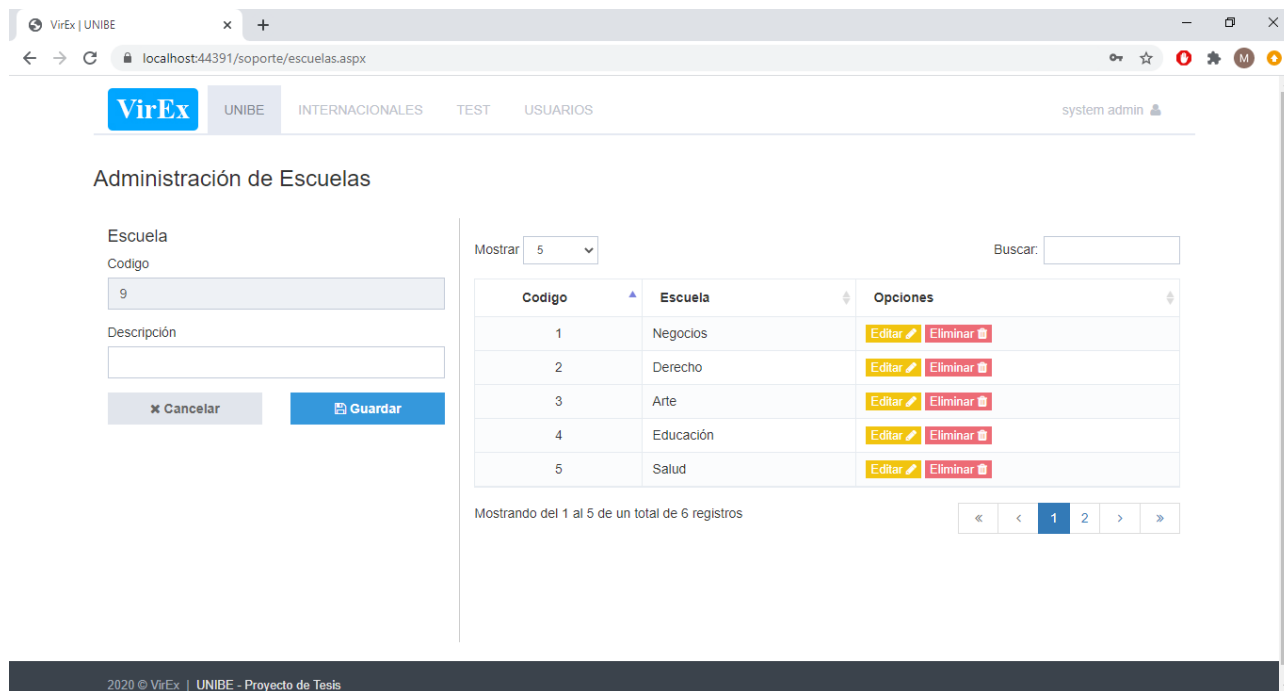 VirEx | UNIBE
localhost:44391/soporte/escuelas.aspx
M
VirEx UNIBE INTERNACIONALES TEST USUARIOS system admin
Administración de Escuelas
Escuela
Codigo
9
Descripción
Cancelar Guardar
Mostrar 5 Buscar:
Codigo Escuela Opciones
1 Negocios Editar Eliminar
2 Derecho Editar Eliminar
3 Arte Editar Eliminar
4 Educación Editar Eliminar
5 Salud Editar Eliminar
Mostrando del 1 al 5 de un total de 6 registros
« < 1 2 > »
2020 © VirEx | UNIBE - Proyecto de Tesis